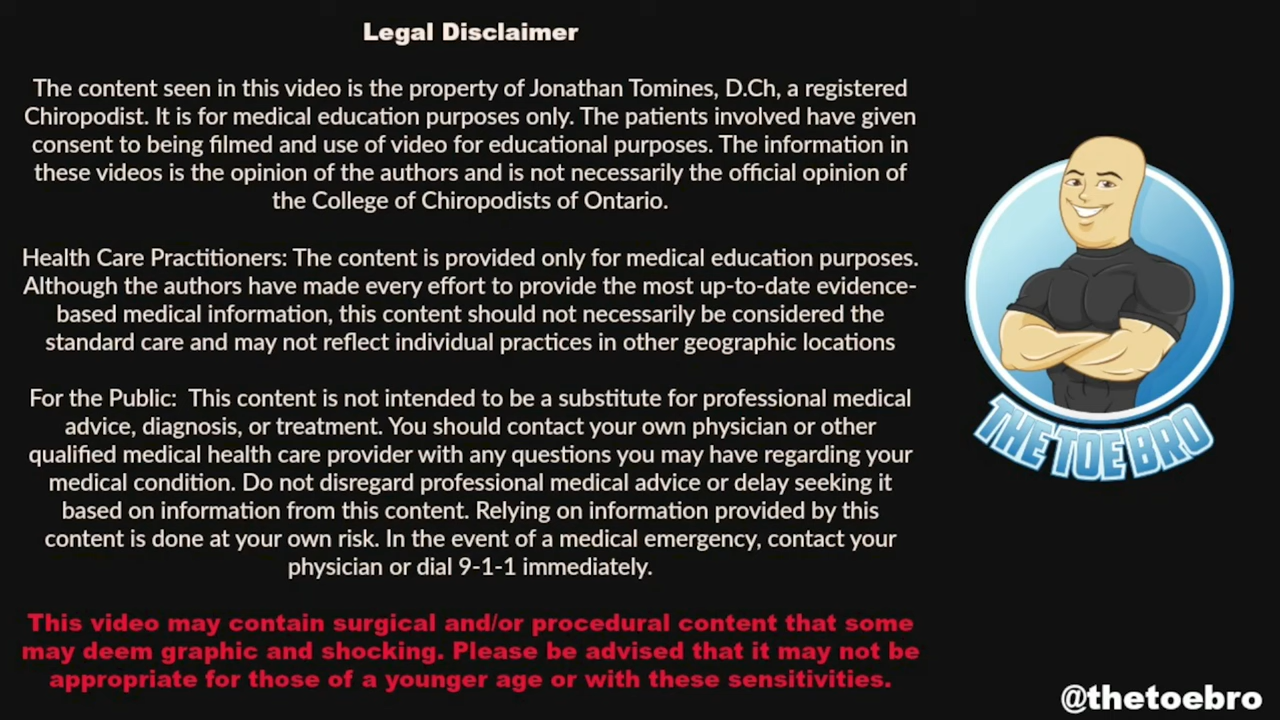 Legal Disclaimer
The content seen in this video is the property of Jonathan Tomines, D.Ch, a registered
Chiropodist. It is for medical education purposes only. The patients involved have given
consent to being filmed and use of video for educational purposes. The information in
these videos is the opinion of the authors and is not necessarily the official opinion of
the College of Chiropodists of Ontario.
Health Care Practitioners: The content is provided only for medical education purposes.
Although the authors have made every effort to provide the most up-to-date evidence-
based medical information, this content should not necessarily be considered the
standard care and may not reflect individual practices in other geographic locations
For the Public:  This content is not intended to be a substitute for professional medical
advice, diagnosis, or treatment. You should contact your own physician or other
qualified medical health care provider with any questions you may have regarding your
medical condition. Do not disregard professional medical advice or delay seeking it
based on information from this content. Relying on information provided by this
content is done at your own risk. In the event of a medical emergency, contact your
physician or dial 9-1-1 immediately.
This video may contain surgical and/or procedural content that some
may deem graphic and shocking. Please be advised that it may not be
appropriate for those of a younger age or with these sensitivities.
THE TOE BRO
@thetoebro